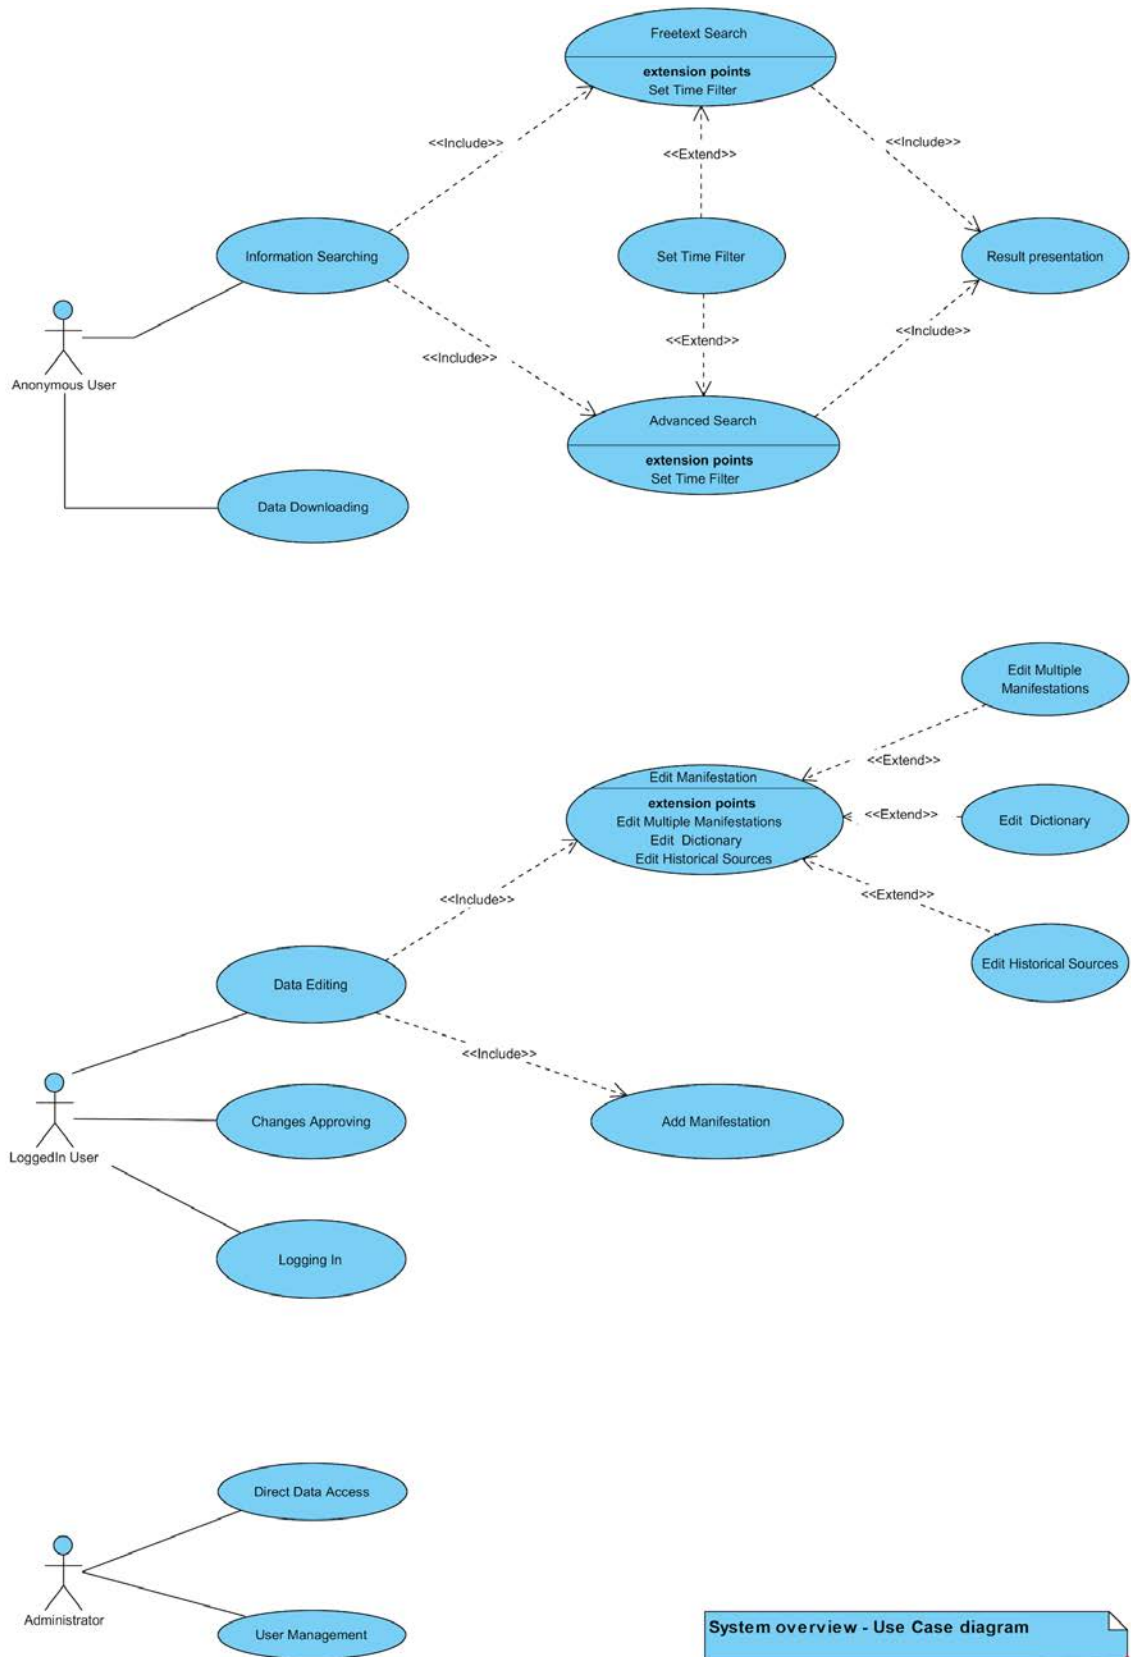 Freetext Search
extension points
Set Time Filter
<<Include>>
<<Extend>>
<<Include>>
Information Searching
Set Time Filter
Result presentation
<<Include>>
<<Extend>>
<<Include>>
Anonymous User
Advanced Search
extension points
Set Time Filter
Data Downloading
Edit Multiple
Manifestations
<<Extend>>
Edit Manifestation
extension points
Edit Multiple Manifestations
Edit Dictionary
Edit Historical Sources
<<Extend>>
Edit Dictionary
<<Include>>
<<Extend>>
Edit Historical Sources
Data Editing
<<Include>>
Changes Approving
Add Manifestation
LoggedIn User
Logging In
Direct Data Access
Administrator
User Management
System overview - Use Case diagram